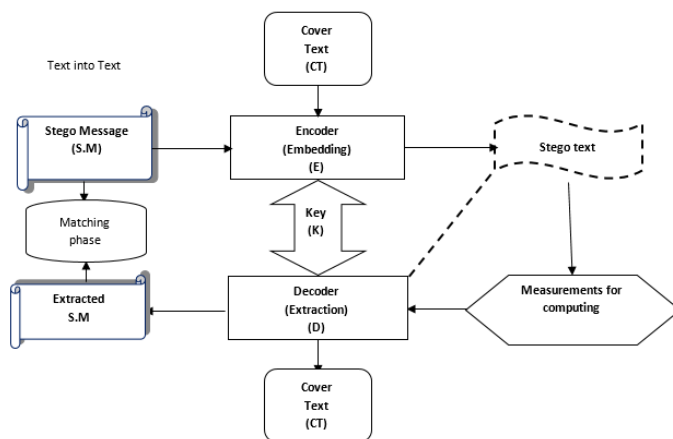 Cover
Text
(CT)
Text into Text
Stego Message
(S.M)
Encoder
(Embedding)
(E)
Stego text
Key
(K)
Matching
phase
Extracted
S.M
Decoder
(Extraction)
(D)
Measurements for
computing
Cover
Text
(CT)